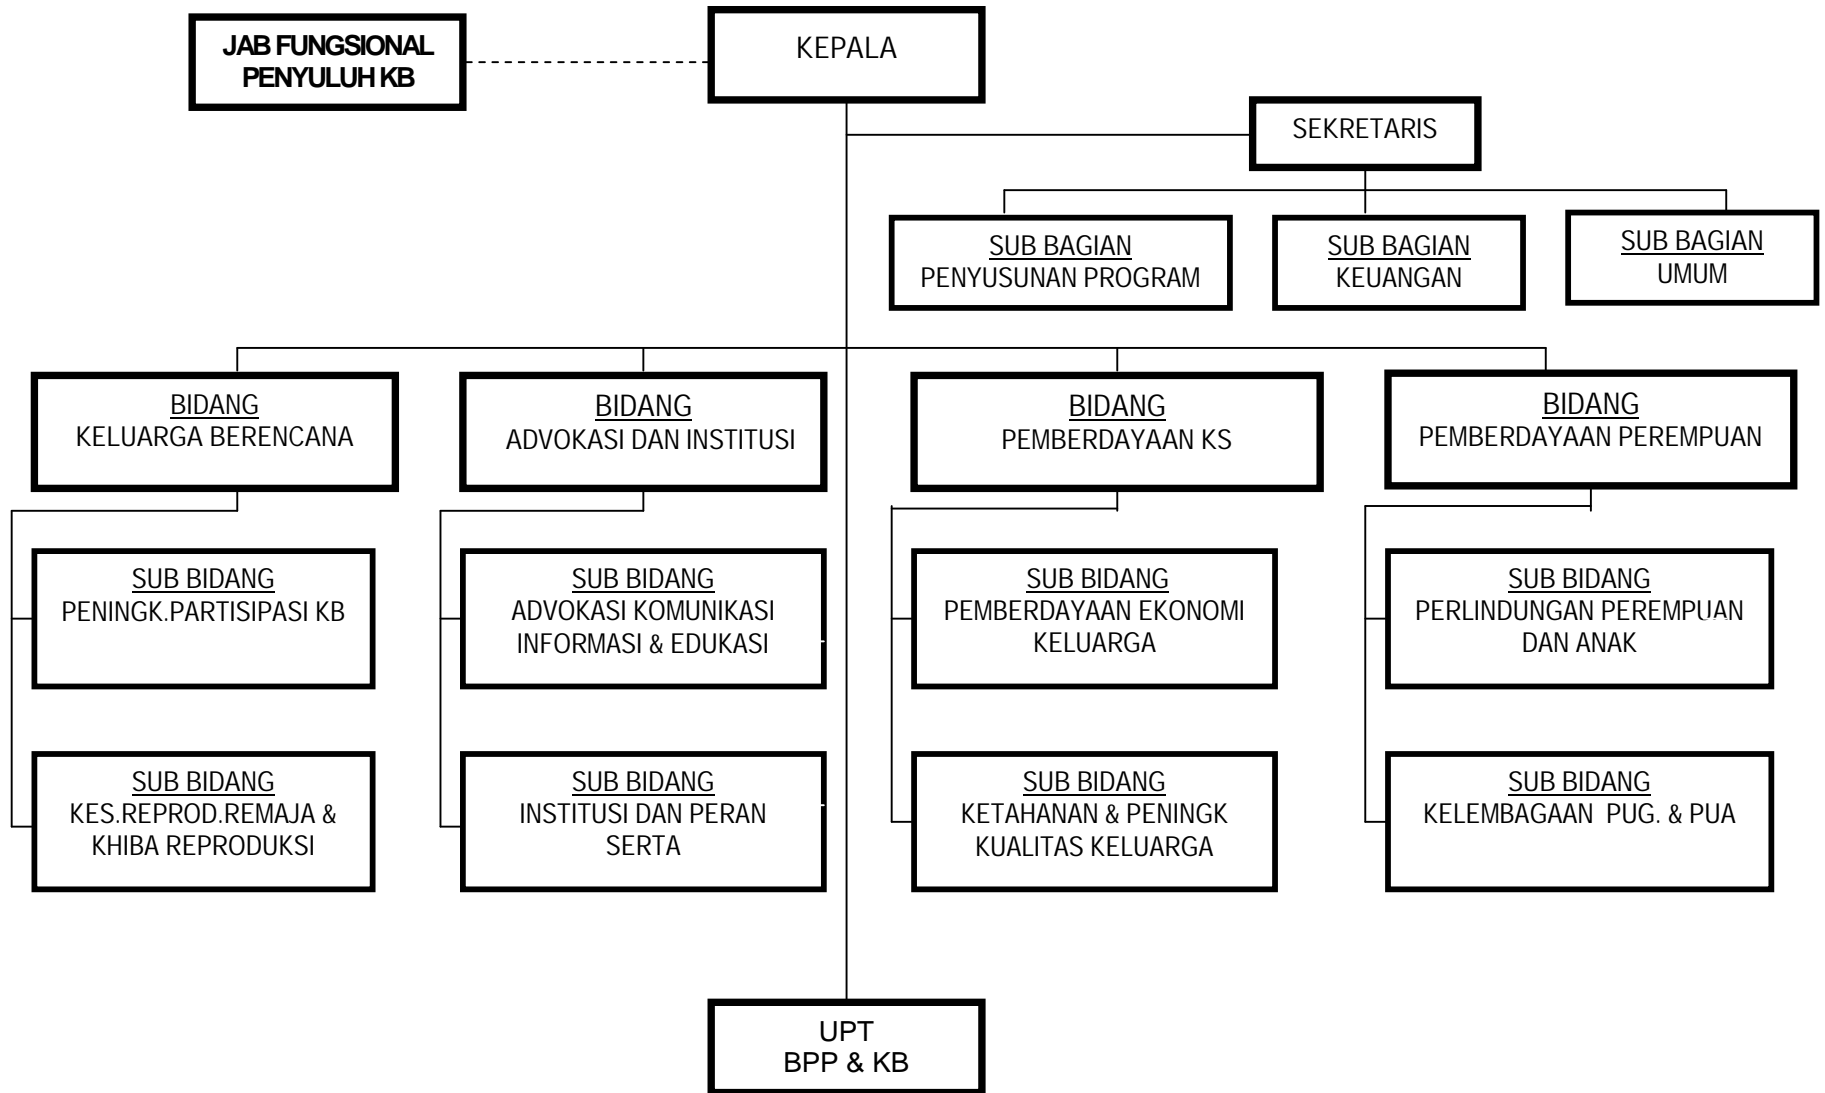 JAB FUNGSIONAL
PENYULUH KB
KEPALA
SEKRETARIS
SUB BAGIAN
PENYUSUNAN PROGRAM
SUB BAGIAN
KEUANGAN
SUB BAGIAN
UMUM
BIDANG
KELUARGA BERENCANA
BIDANG
ADVOKASI DAN INSTITUSI
BIDANG
PEMBERDAYAAN KS
BIDANG
PEMBERDAYAAN PEREMPUAN
SUB BIDANG
PENINGK.PARTISIPASI KB
SUB BIDANG
ADVOKASI KOMUNIKASI
INFORMASI & EDUKASI
SUB BIDANG
PEMBERDAYAAN EKONOMI
KELUARGA
SUB BIDANG
PERLINDUNGAN PEREMPUAN
DAN ANAK
SUB BIDANG
KES.REPROD.REMAJA &
KHIBA REPRODUKSI
SUB BIDANG
INSTITUSI DAN PERAN
SERTA
SUB BIDANG
KETAHANAN & PENINGK
KUALITAS KELUARGA
SUB BIDANG
KELEMBAGAAN  PUG. & PUA
UPT
BPP & KB